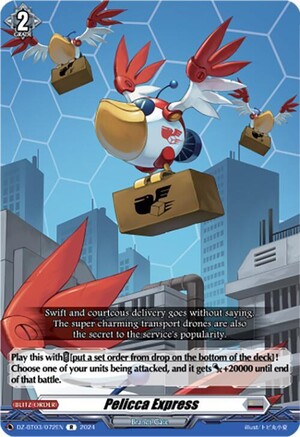 2
GRADE
Swift and courteous delivery goes without saying.
The super charming transport drones are also
the secret to the service's popularity.
Play this with [put a set order from drop on the bottom of the deck]!
Choose one of your units being attacked, and it gets +20000 until end
of that battle.
BLITZ ORDER
Pelicca Express
Brandt Gate
DZ-BT03/072EN R 2024